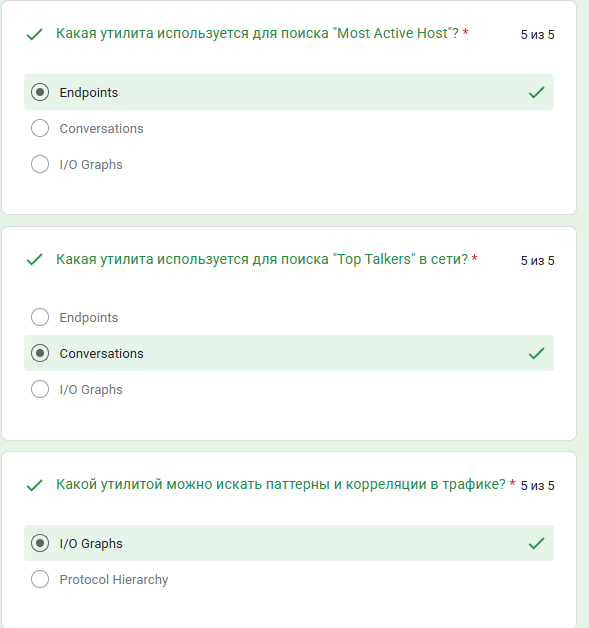 Какая утилита используется для поиска "Most Active Host"? * 5 из 5
Endpoints
Conversations
I/O Graphs
Какая утилита используется для поиска "Top Talkers" в сети? * 5 из 5
Endpoints
Conversations
I/O Graphs
Какой утилитой можно искать паттерны и корреляции в трафике? * 5 из 5
I/O Graphs
Protocol Hierarchy